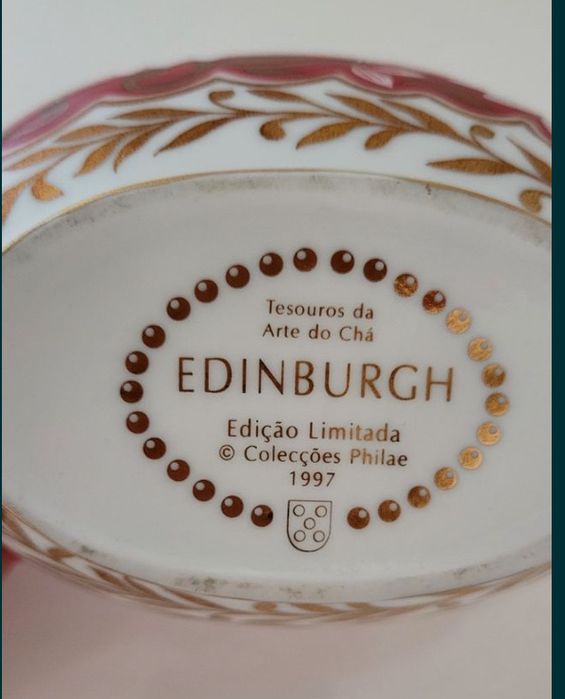 Tesouros da
Arte do Chá
EDINBURGH
Edição Limitada
© Colecções Philae
1997